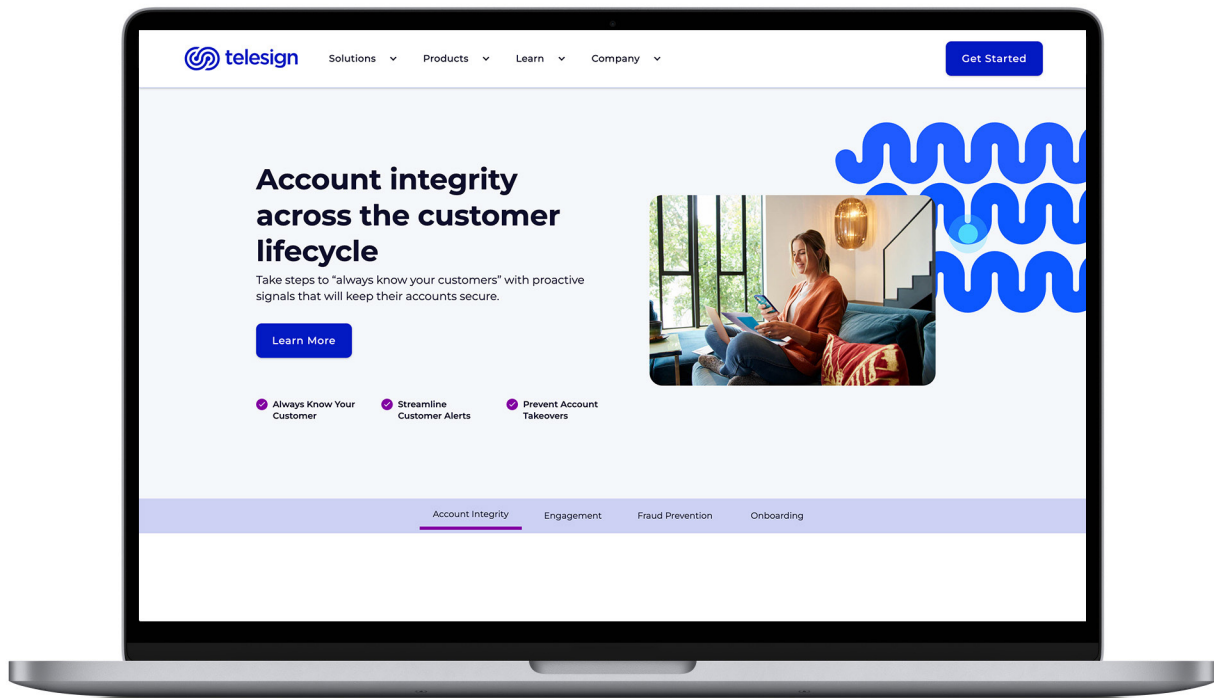 telesign
Solutions
Products
Learn
Company
Get Started
Account integrity
across the customer
lifecycle
Take steps to “always know your customers” with proactive
signals that will keep their accounts secure.
Learn More
Always Know Your
Customer
Streamline
Customer Alerts
Prevent Account
Takeovers
Account Integrity
Engagement
Fraud Prevention
Onboarding